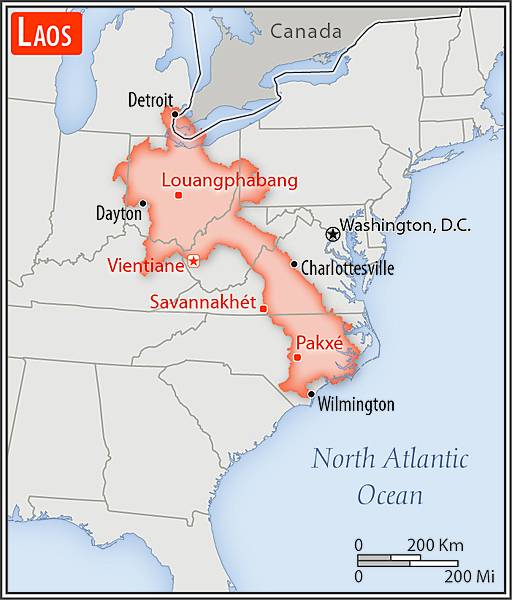 LAOS
Canada
Detroit
Louangphabang
Dayton
Washington, D.C.
Vientiane
Charlottesville
Savannakhét
Pakxé
Wilmington
North Atlantic
Ocean
0 200 Km
0 200 Mi